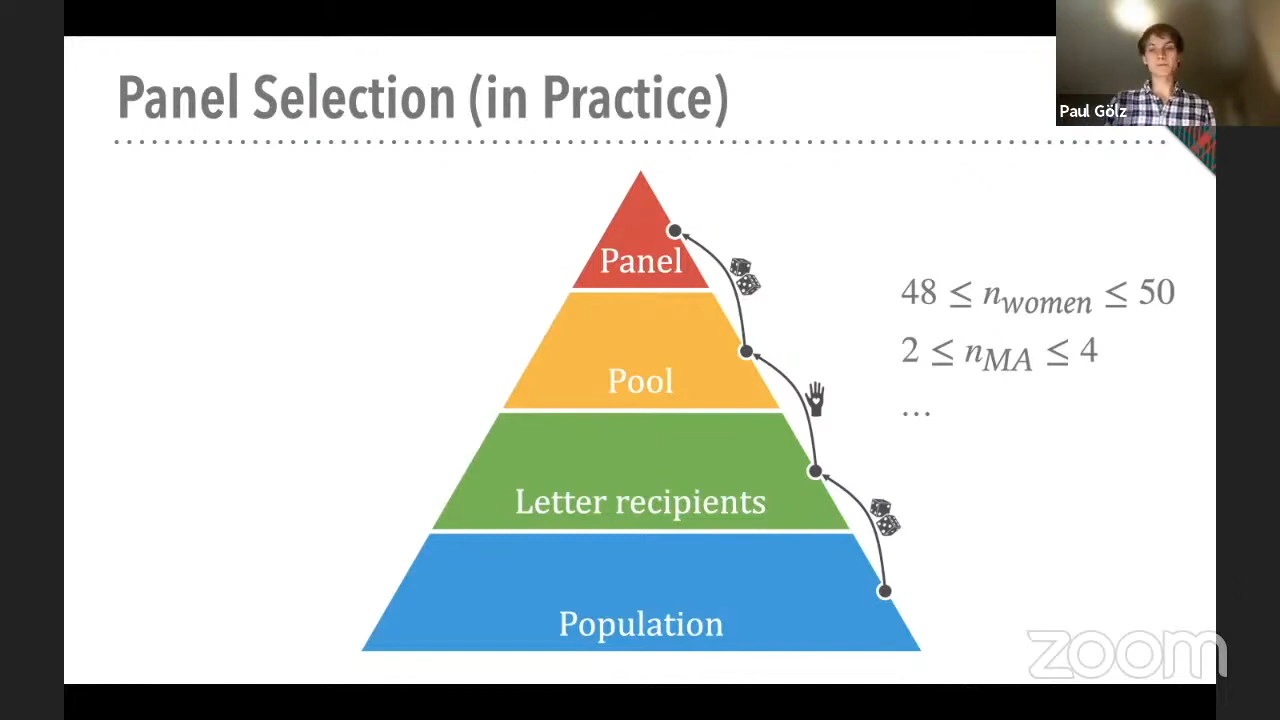 Panel Selection (in Practice)
Paul Gölz
Panel
48 ≤ n_women ≤ 50
2 ≤ n_MA ≤ 4
...
Pool
Letter recipients
Population
zoom